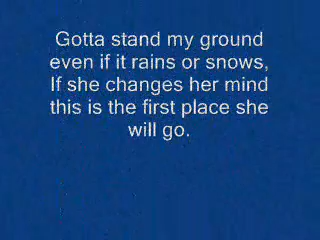 Gotta stand my ground
even if it rains or snows,
If she changes her mind
this is the first place she
will go.